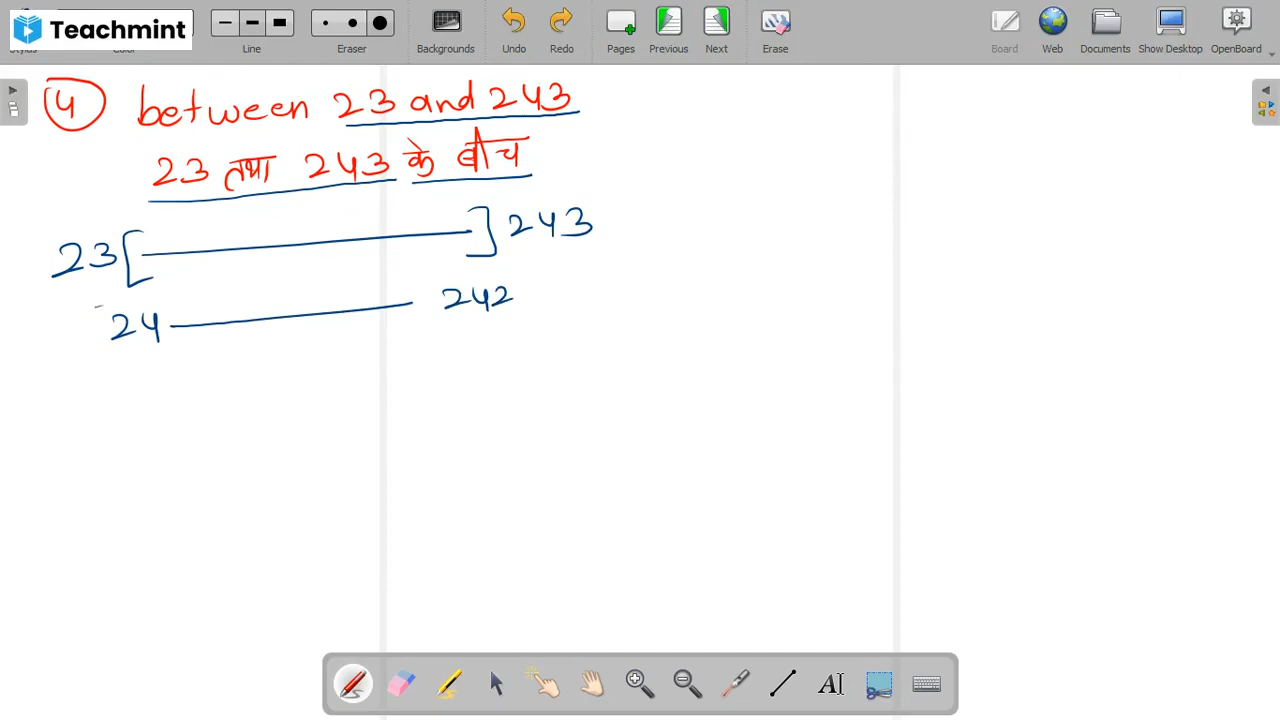 Teachmint
Line
Eraser
Backgrounds
Undo
Redo
Pages
Previous
Next
Erase
Board
Web
Documents
Show Desktop
OpenBoard
4 between 23 and 243
23 तथा 243 के बीच
23 [ ] 243
24 242